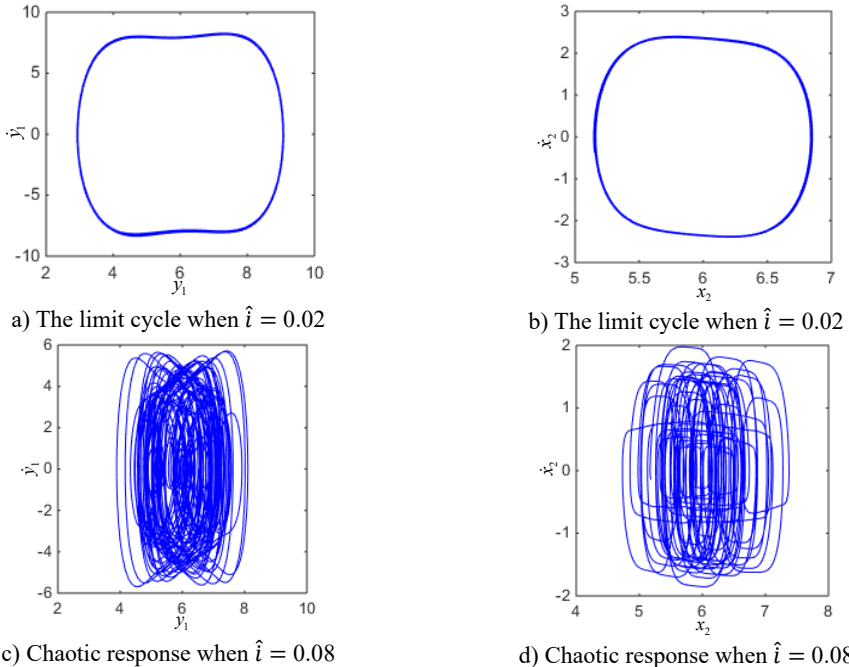 10
5
0
-5
-10
ẏ₁
2 4 6 8 10
y₁
3
2
1
0
-1
-2
-3
ẋ₂
5 5.5 6 6.5 7
x₂
a) The limit cycle when î = 0.02
b) The limit cycle when î = 0.02
6
4
2
0
-2
-4
-6
ẏ₁
2 4 6 8 10
y₁
2
1
0
-1
-2
ẋ₂
4 5 6 7 8
x₂
c) Chaotic response when î = 0.08
d) Chaotic response when î = 0.08